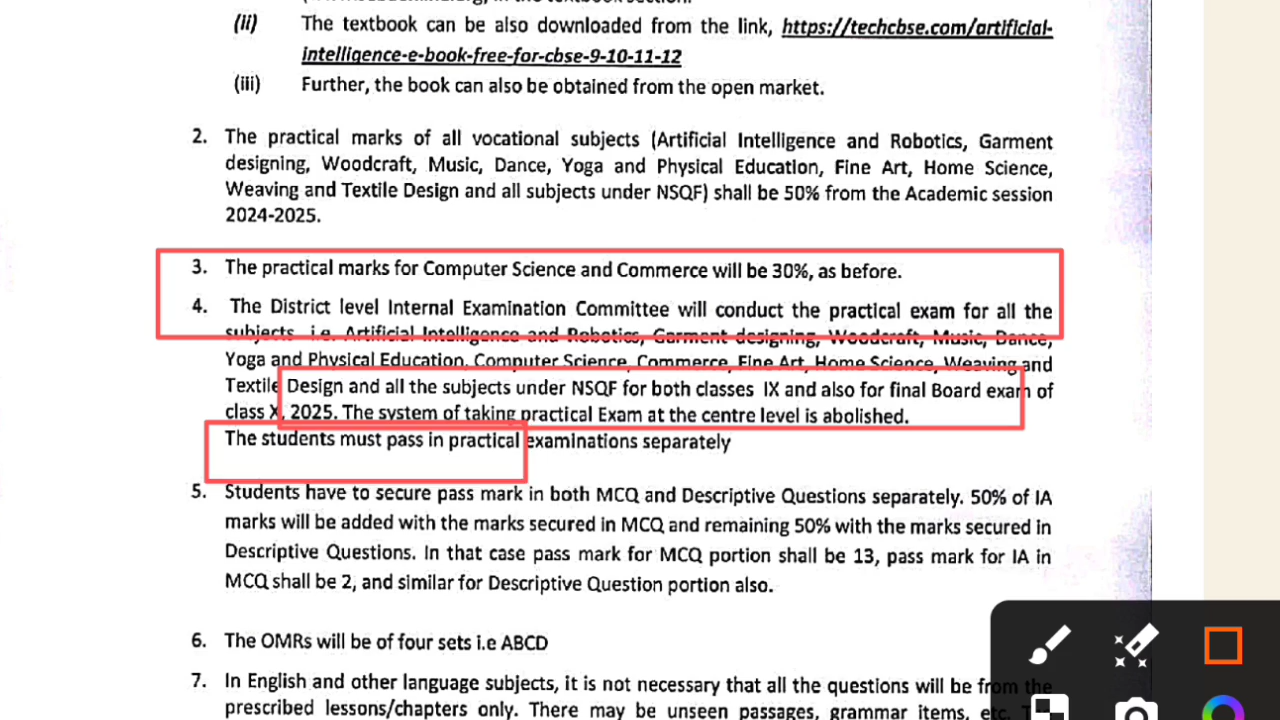 (ii) The textbook can be also downloaded from the link, https://techcbse.com/artificial-
intelligence-e-book-free-for-cbse-9-10-11-12
(iii) Further, the book can also be obtained from the open market.
2. The practical marks of all vocational subjects (Artificial Intelligence and Robotics, Garment
designing, Woodcraft, Music, Dance, Yoga and Physical Education, Fine Art, Home Science,
Weaving and Textile Design and all subjects under NSQF) shall be 50% from the Academic session
2024-2025.
3. The practical marks for Computer Science and Commerce will be 30%, as before.
4. The District level Internal Examination Committee will conduct the practical exam for all the
subjects i.e. Artificial Intelligence and Robotics, Garment designing, Woodcraft, Music, Dance,
Yoga and Physical Education, Computer Science, Commerce, Fine Art, Home Science, Weaving and
Textile Design and all the subjects under NSQF for both classes IX and also for final Board exam of
class X, 2025. The system of taking practical Exam at the centre level is abolished.
The students must pass in practical examinations separately
5. Students have to secure pass mark in both MCQ and Descriptive Questions separately. 50% of IA
marks will be added with the marks secured in MCQ and remaining 50% with the marks secured in
Descriptive Questions. In that case pass mark for MCQ portion shall be 13, pass mark for IA in
MCQ shall be 2, and similar for Descriptive Question portion also.
6. The OMRs will be of four sets i.e ABCD
7. In English and other language subjects, it is not necessary that all the questions will be from the
prescribed lessons/chapters only. There may be unseen passages, grammar items, etc.